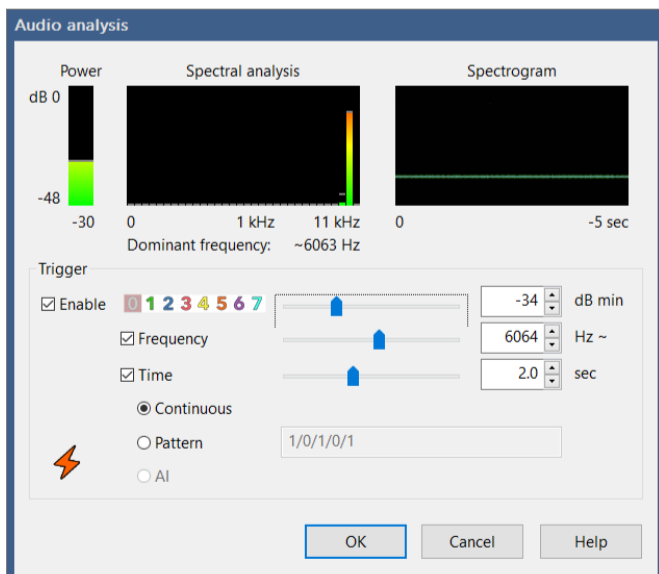 Audio analysis
Power Spectral analysis Spectrogram
dB 0
-48
-30 0 1 kHz 11 kHz 0 -5 sec
Dominant frequency: ~6063 Hz
Trigger
Enable 0 1 2 3 4 5 6 7 -34 dB min
Frequency 6064 Hz ~
Time 2.0 sec
Continuous
Pattern 1/0/1/0/1
AI
OK Cancel Help